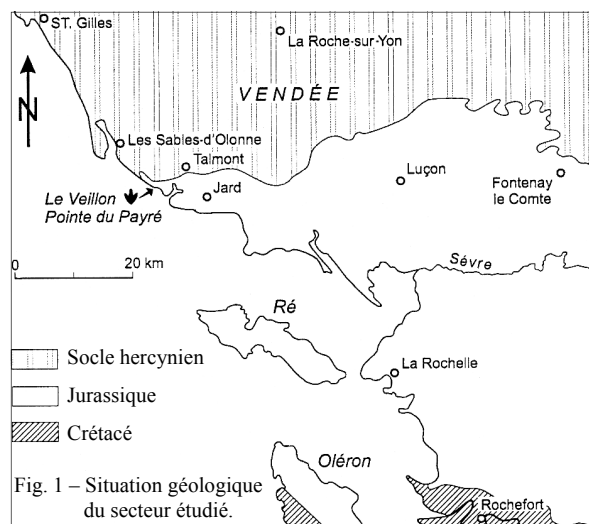 ST. GILLES
La Roche-sur-Yon
VENDÉE
N
Les Sables-d'Olonne
Talmont
Luçon
Fontenay
le Comte
Le Veillon
Pointe du Payré
Jard
0 20 km
Sévre
Ré
Socle hercynien
La Rochelle
Jurassique
Crétacé
Oléron
Fig. 1 – Situation géologique
du secteur étudié.
Rochefort